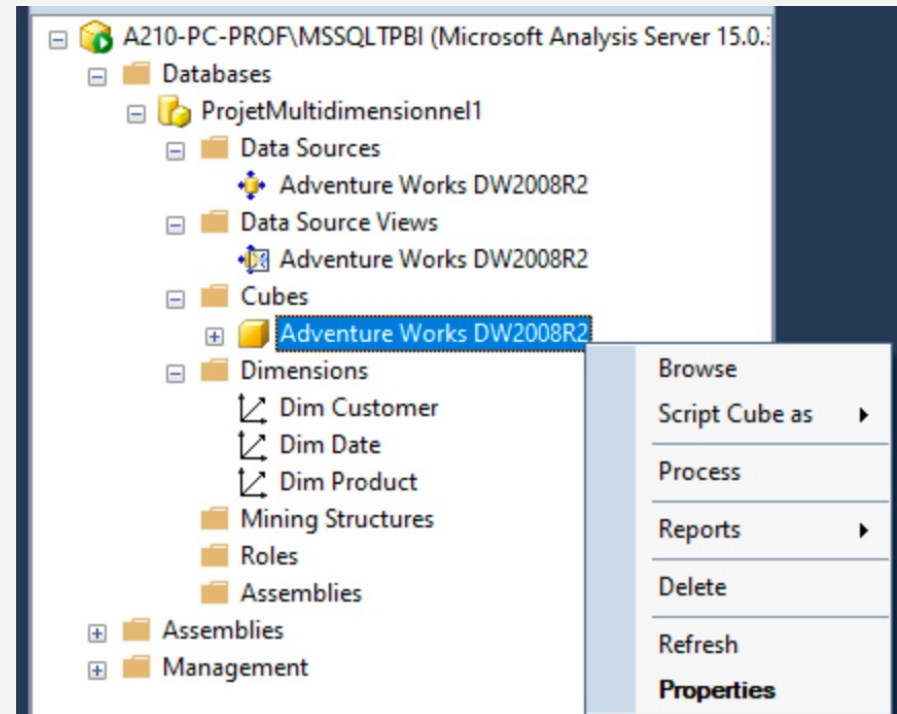 A210-PC-PROF\MSSQLTPBI (Microsoft Analysis Server 15.0.
Databases
ProjetMultidimensionnel1
Data Sources
Adventure Works DW2008R2
Data Source Views
Adventure Works DW2008R2
Cubes
Adventure Works DW2008R2
Dimensions
Dim Customer
Dim Date
Dim Product
Mining Structures
Roles
Assemblies
Assemblies
Management
Browse
Script Cube as
Process
Reports
Delete
Refresh
Properties